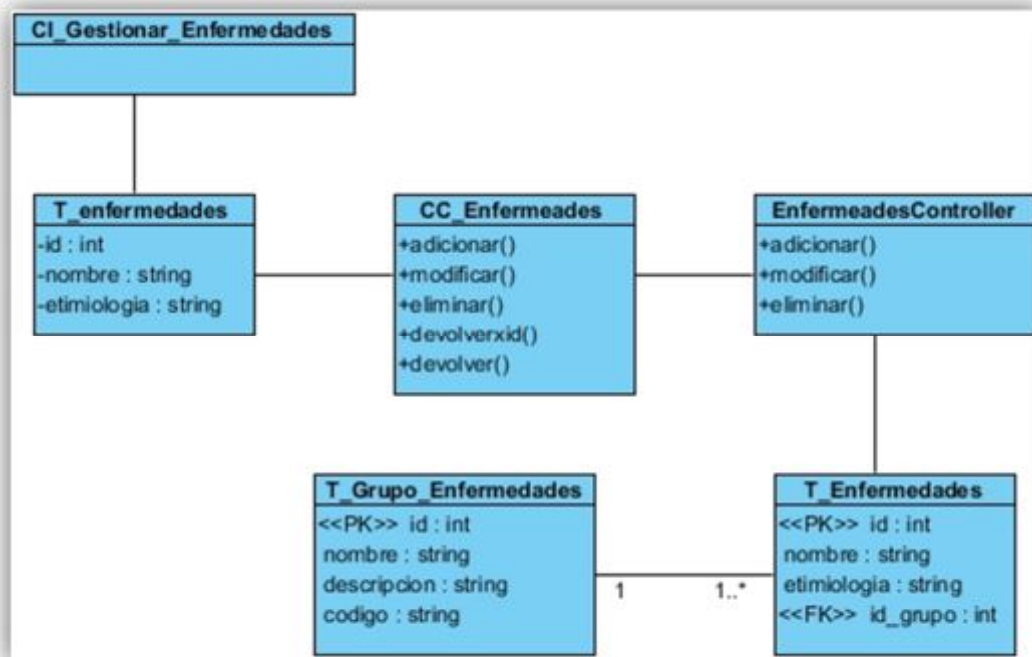 CI_Gestionar_Enfermedades
T_enfermedades
-id : int
-nombre : string
-etimiologia : string
CC_Enfermeades
+adicionar()
+modificar()
+eliminar()
+devolverxid()
+devolver()
EnfermeadesController
+adicionar()
+modificar()
+eliminar()
T_Grupo_Enfermedades
<<PK>> id : int
nombre : string
descripcion : string
codigo : string
1
1..*
T_Enfermedades
<<PK>> id : int
nombre : string
etimiologia : string
<<FK>> id_grupo : int